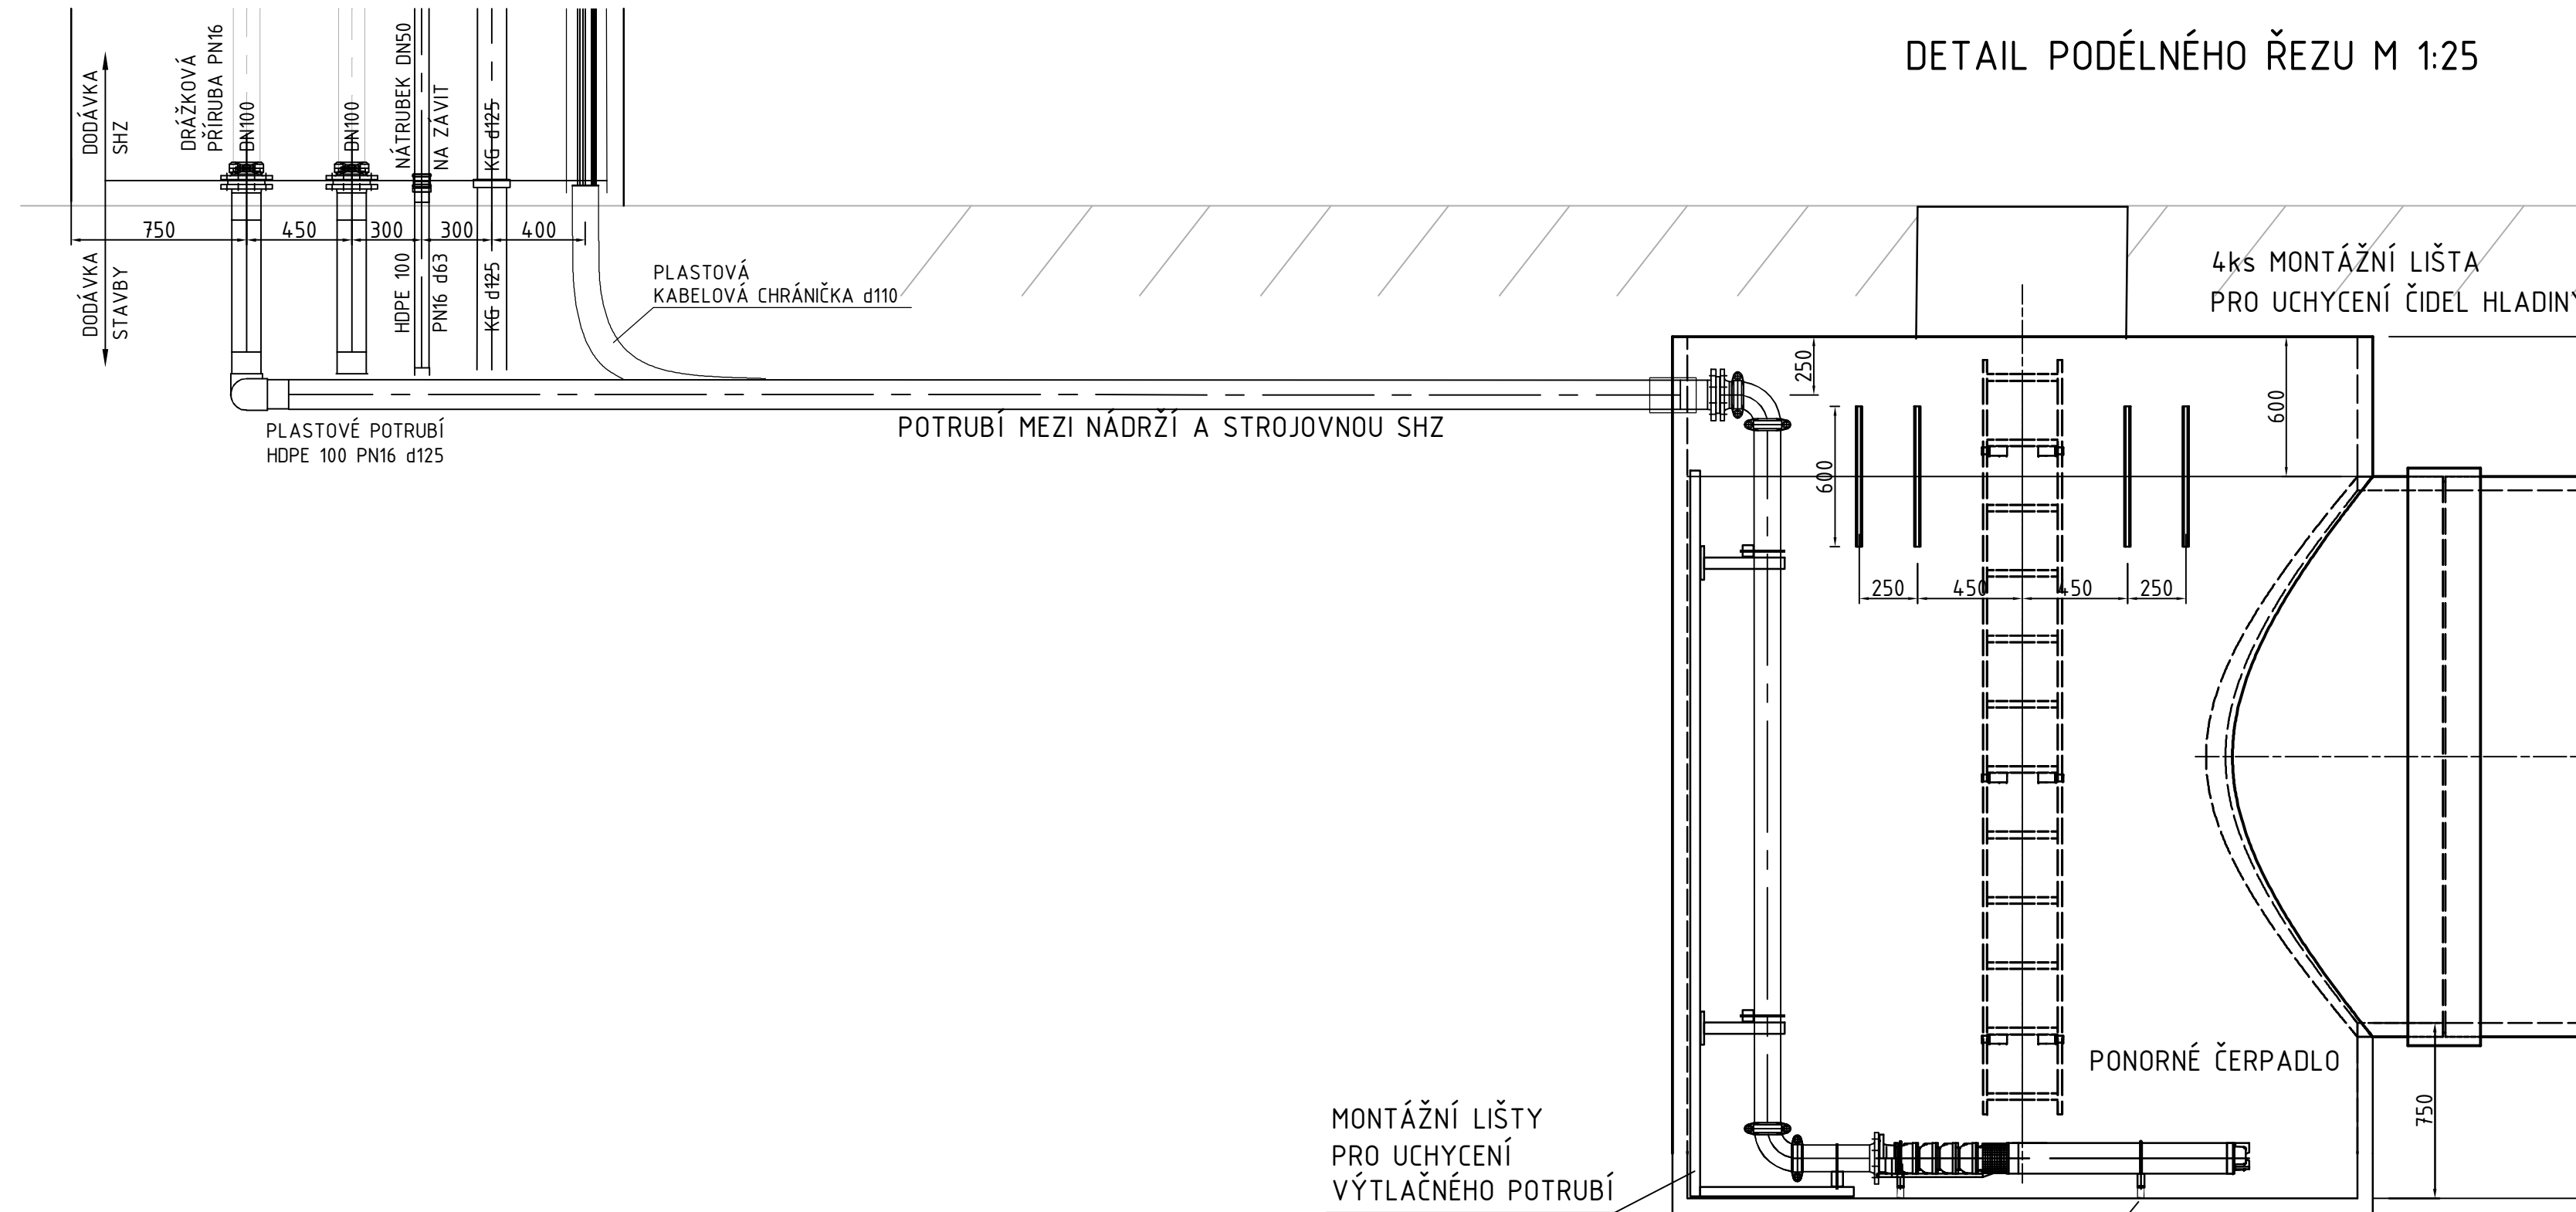 DETAIL PODÉLNÉHO ŘEZU M 1:25
DODÁVKA
SHZ
DRÁŽKOVÁ
PŘÍRUBA PN16
DN100
DN100
NÁTRUBEK DN50
NA ZÁVIT
KG d125
750
450
300
300
400
DODÁVKA
STAVBY
HDPE 100
PN16 d63
KG d125
PLASTOVÁ
KABELOVÁ CHRÁNIČKA d110
4ks MONTÁŽNÍ LIŠTA
PRO UCHYCENÍ ČIDEL HLADINY
250
600
600
PLASTOVÉ POTRUBÍ
HDPE 100 PN16 d125
POTRUBÍ MEZI NÁDRŽÍ A STROJOVNOU SHZ
250
450
450
250
PONORNÉ ČERPADLO
750
MONTÁŽNÍ LIŠTY
PRO UCHYCENÍ
VÝTLAČNÉHO POTRUBÍ